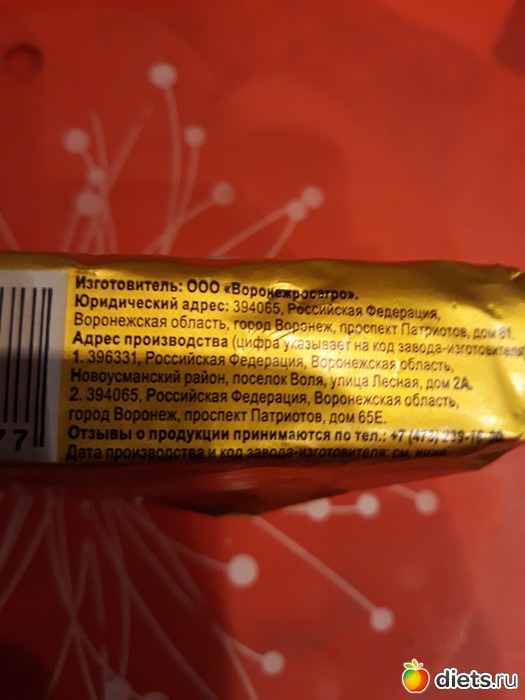 Изготовитель: ООО «Воронежросагро».
Юридический адрес: 394065, Российская Федерация,
Воронежская область, город Воронеж, проспект Патриотов, дом
Адрес производства (цифра указывает на код завода-изготовителя)
1. 396331, Российская Федерация, Воронежская область,
Новоусманский район, поселок Воля, улица Лесная, дом 2А.
2. 394065, Российская Федерация, Воронежская область,
город Воронеж, проспект Патриотов, дом 65Е.
Отзывы о продукции принимаются по тел.: +7
Дата производства и код завода-изготовителя: см. ниже
77
diets.ru